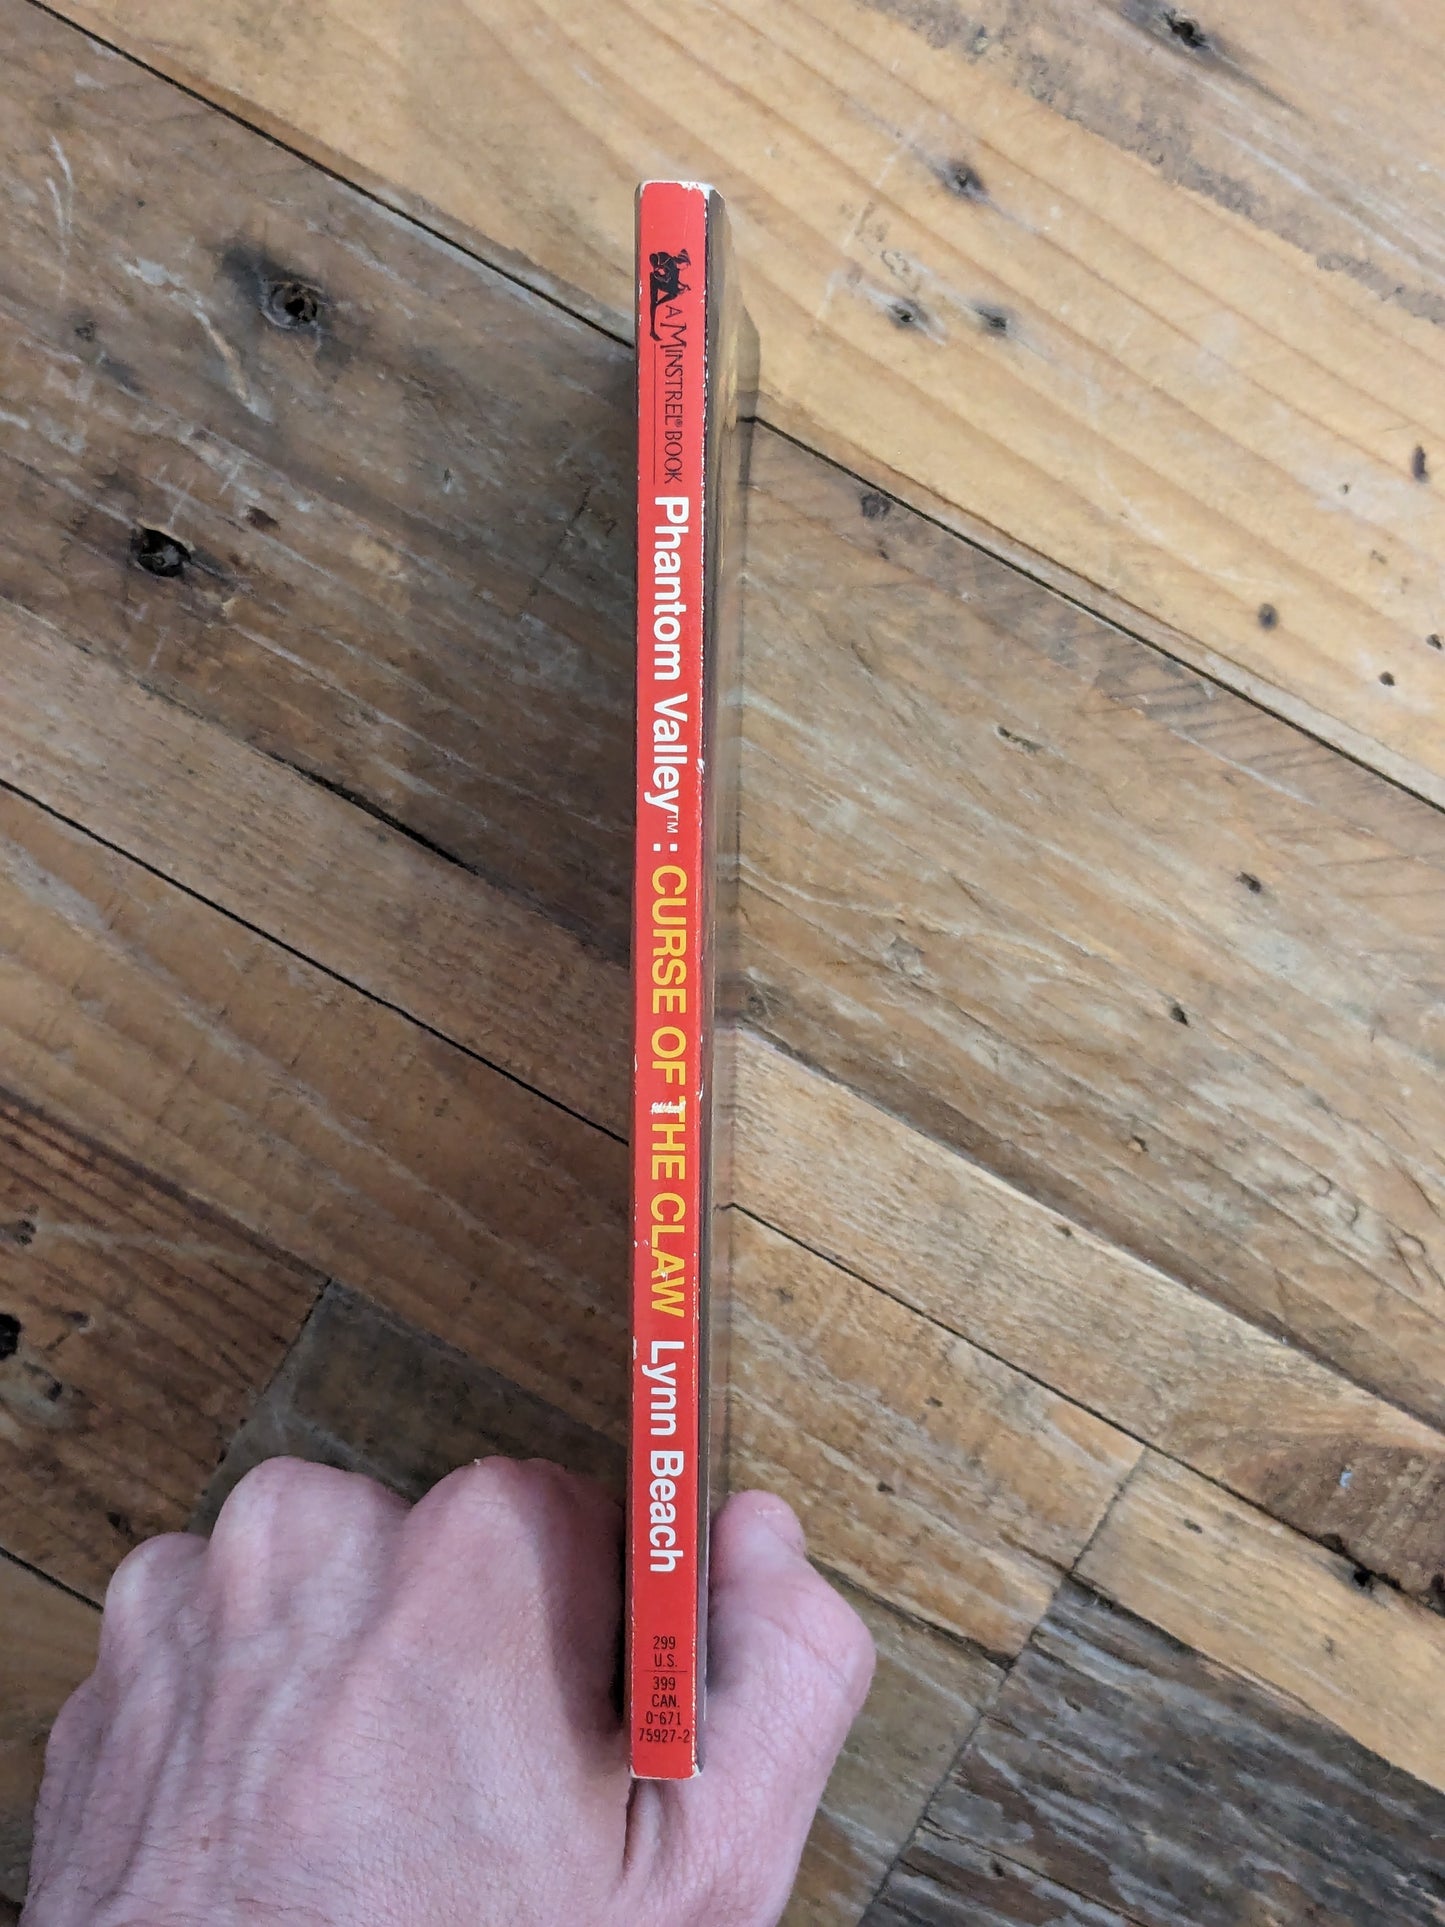 A MINSTREL® BOOK
Phantom Valley™: CURSE OF THE CLAW Lynn Beach
299
U.S.
399
CAN.
0-671
75927-2